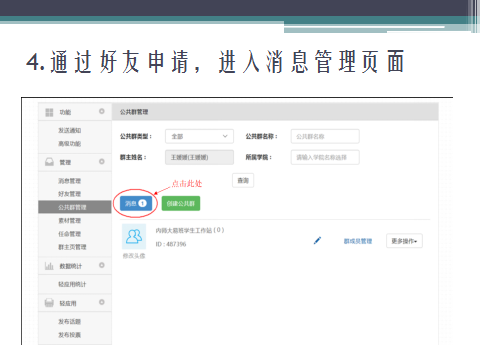 4.通过好友申请，进入消息管理页面
功能
发送通知
高级功能
管理
消息管理
好友管理
公共群管理
素材管理
任命管理
群主页管理
数据统计
轻应用统计
轻应用
发布话题
发布投票
公共群管理
公共群类型： 全部 公共群名称： 公共群名称
群主姓名： 王媛媛(王媛媛) 所属学院： 请输入学院名称选择
查询
点击此处
消息 1 创建公共群
内师大易班学生工作站 ( 0 )
ID : 487396
修改头像
群成员管理 更多操作